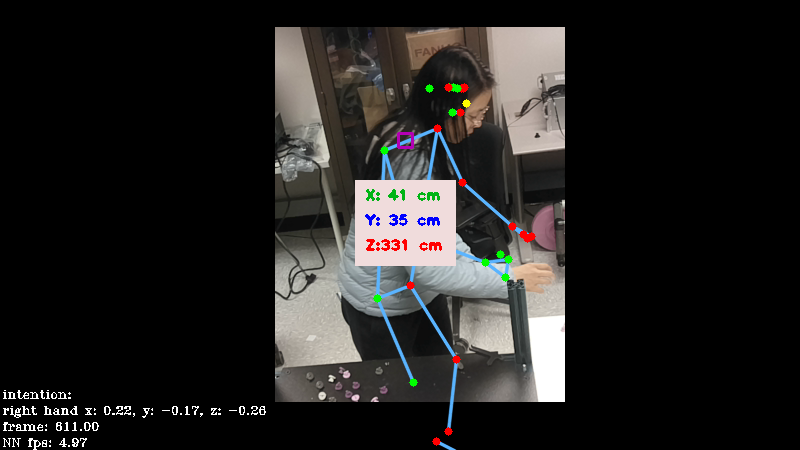 FANUC
X: 41 cm
Y: 35 cm
Z:331 cm
intention:
right hand x: 0.22, y: -0.17, z: -0.26
frame: 611.00
NN fps: 4.97